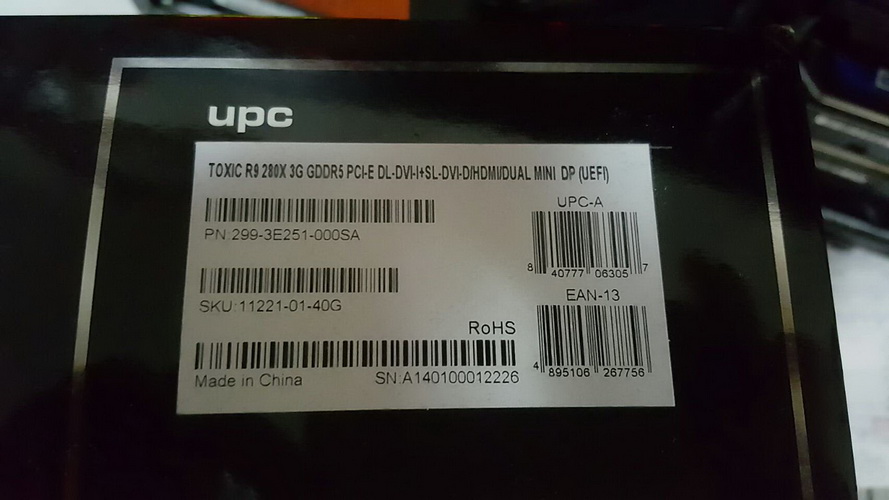 upc
TOXIC R9 280X 3G GDDR5 PCI-E DL-DVI-I+SL-DVI-D/HDMI/DUAL MINI DP (UEFI)
UPC-A
PN:299-3E251-000SA
8 40777 06305 7
SKU:11221-01-40G
EAN-13
RoHS
4 895106 267756
Made in China SN:A140100012226